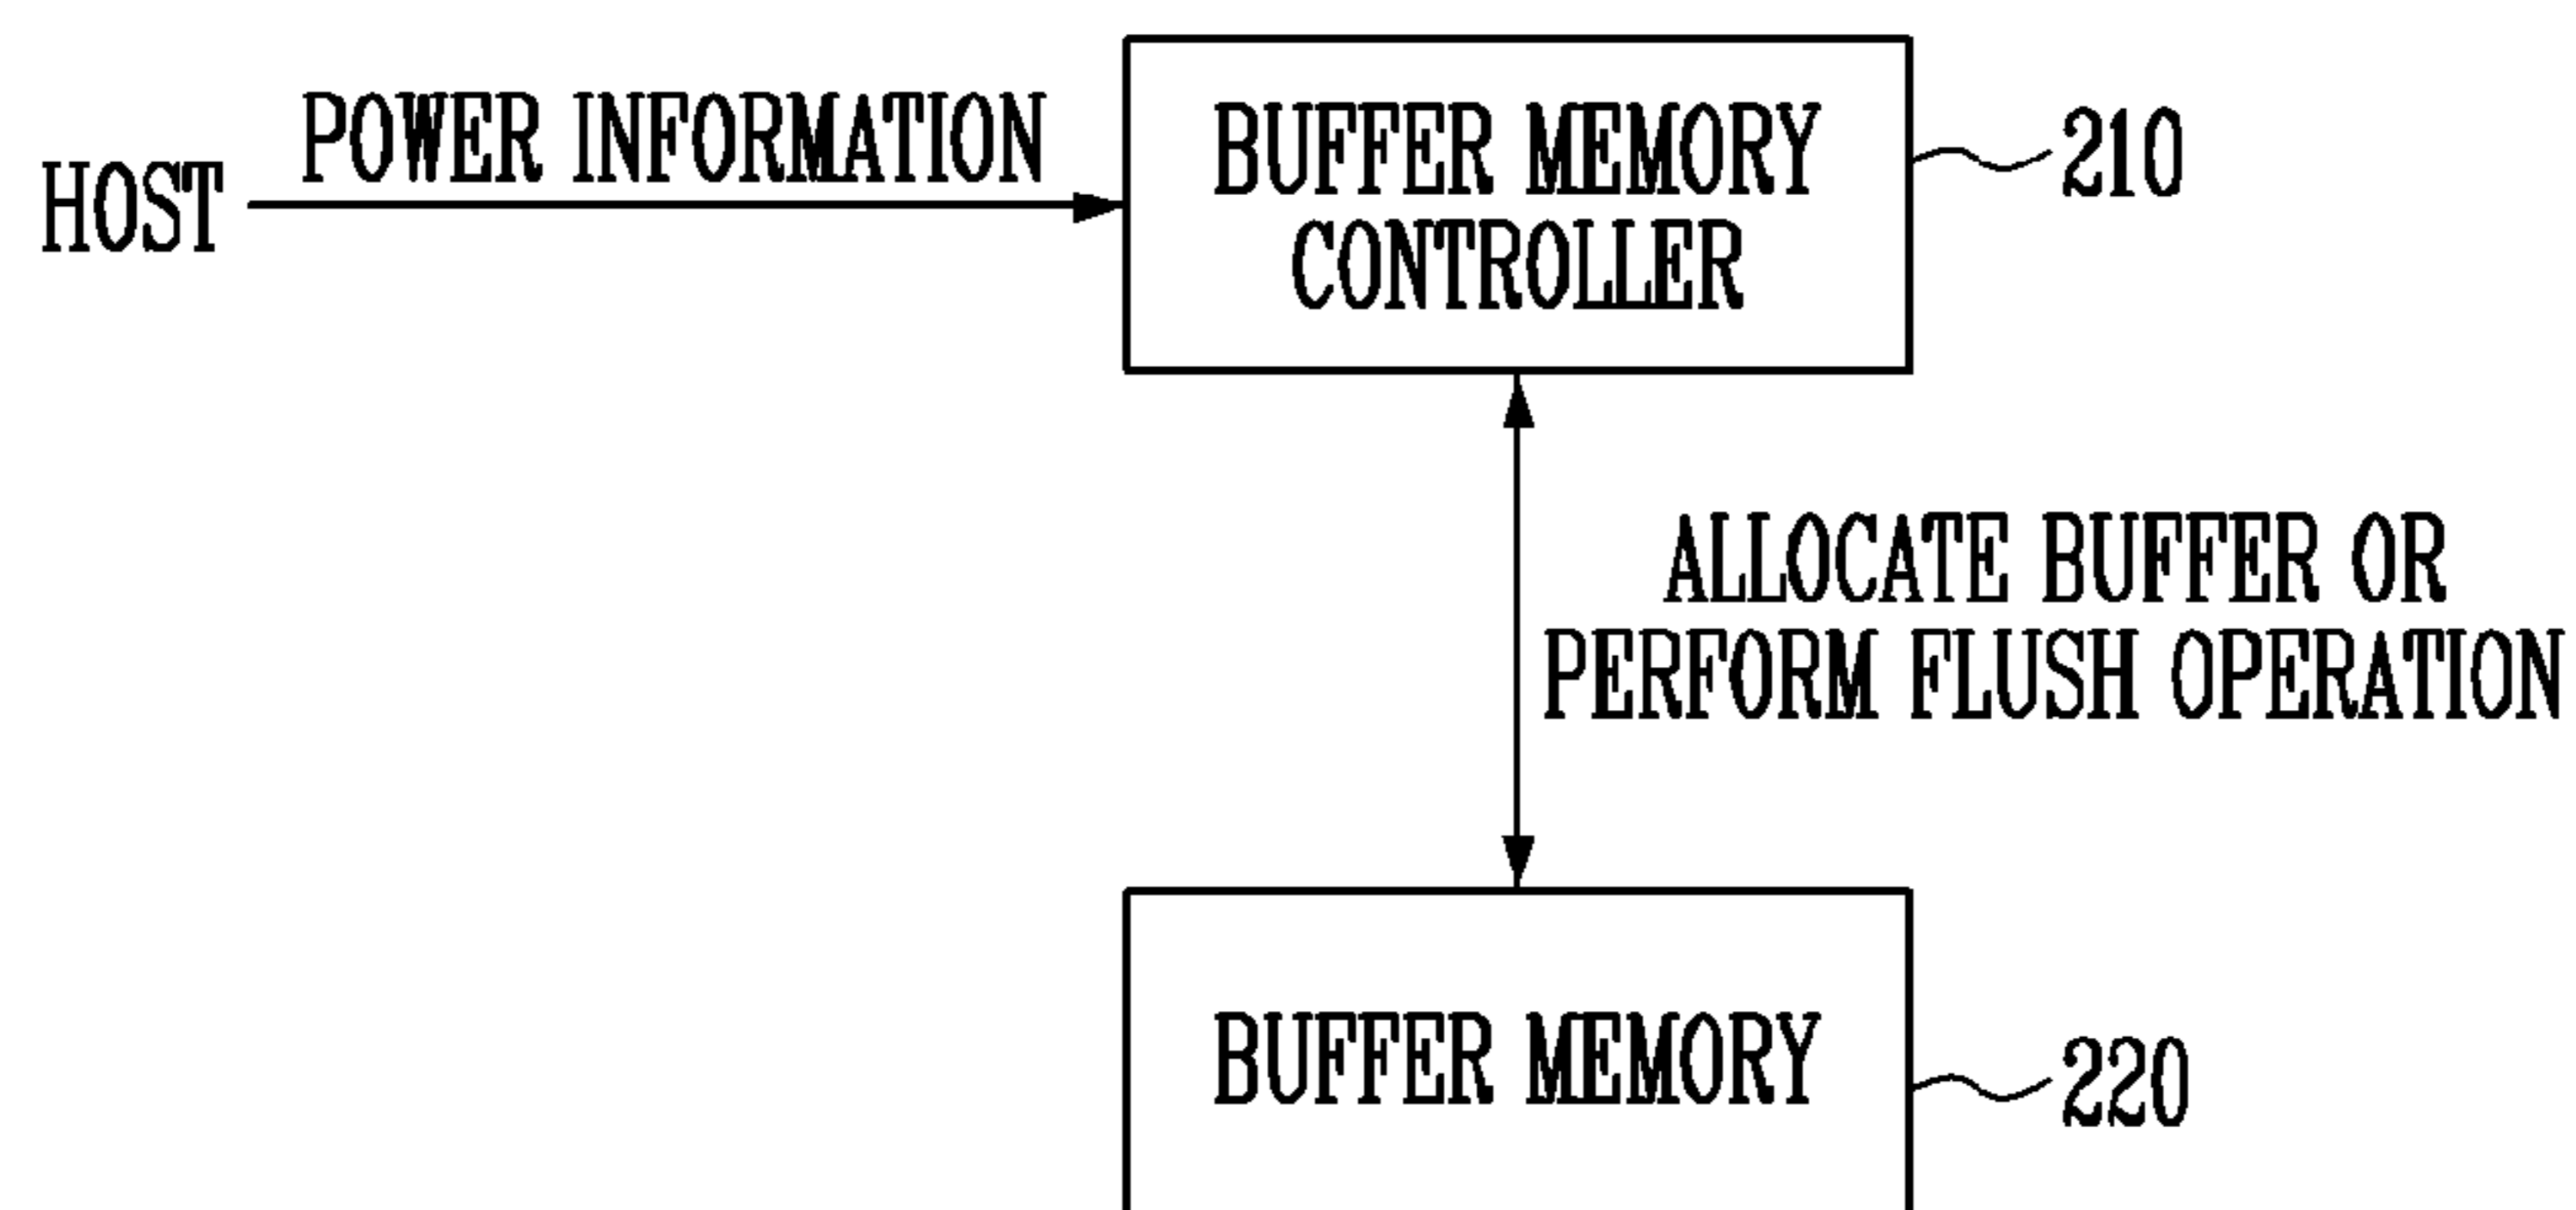 POWER INFORMATION
HOST
BUFFER MEMORY
CONTROLLER
210
ALLOCATE BUFFER OR
PERFORM FLUSH OPERATION
BUFFER MEMORY
220